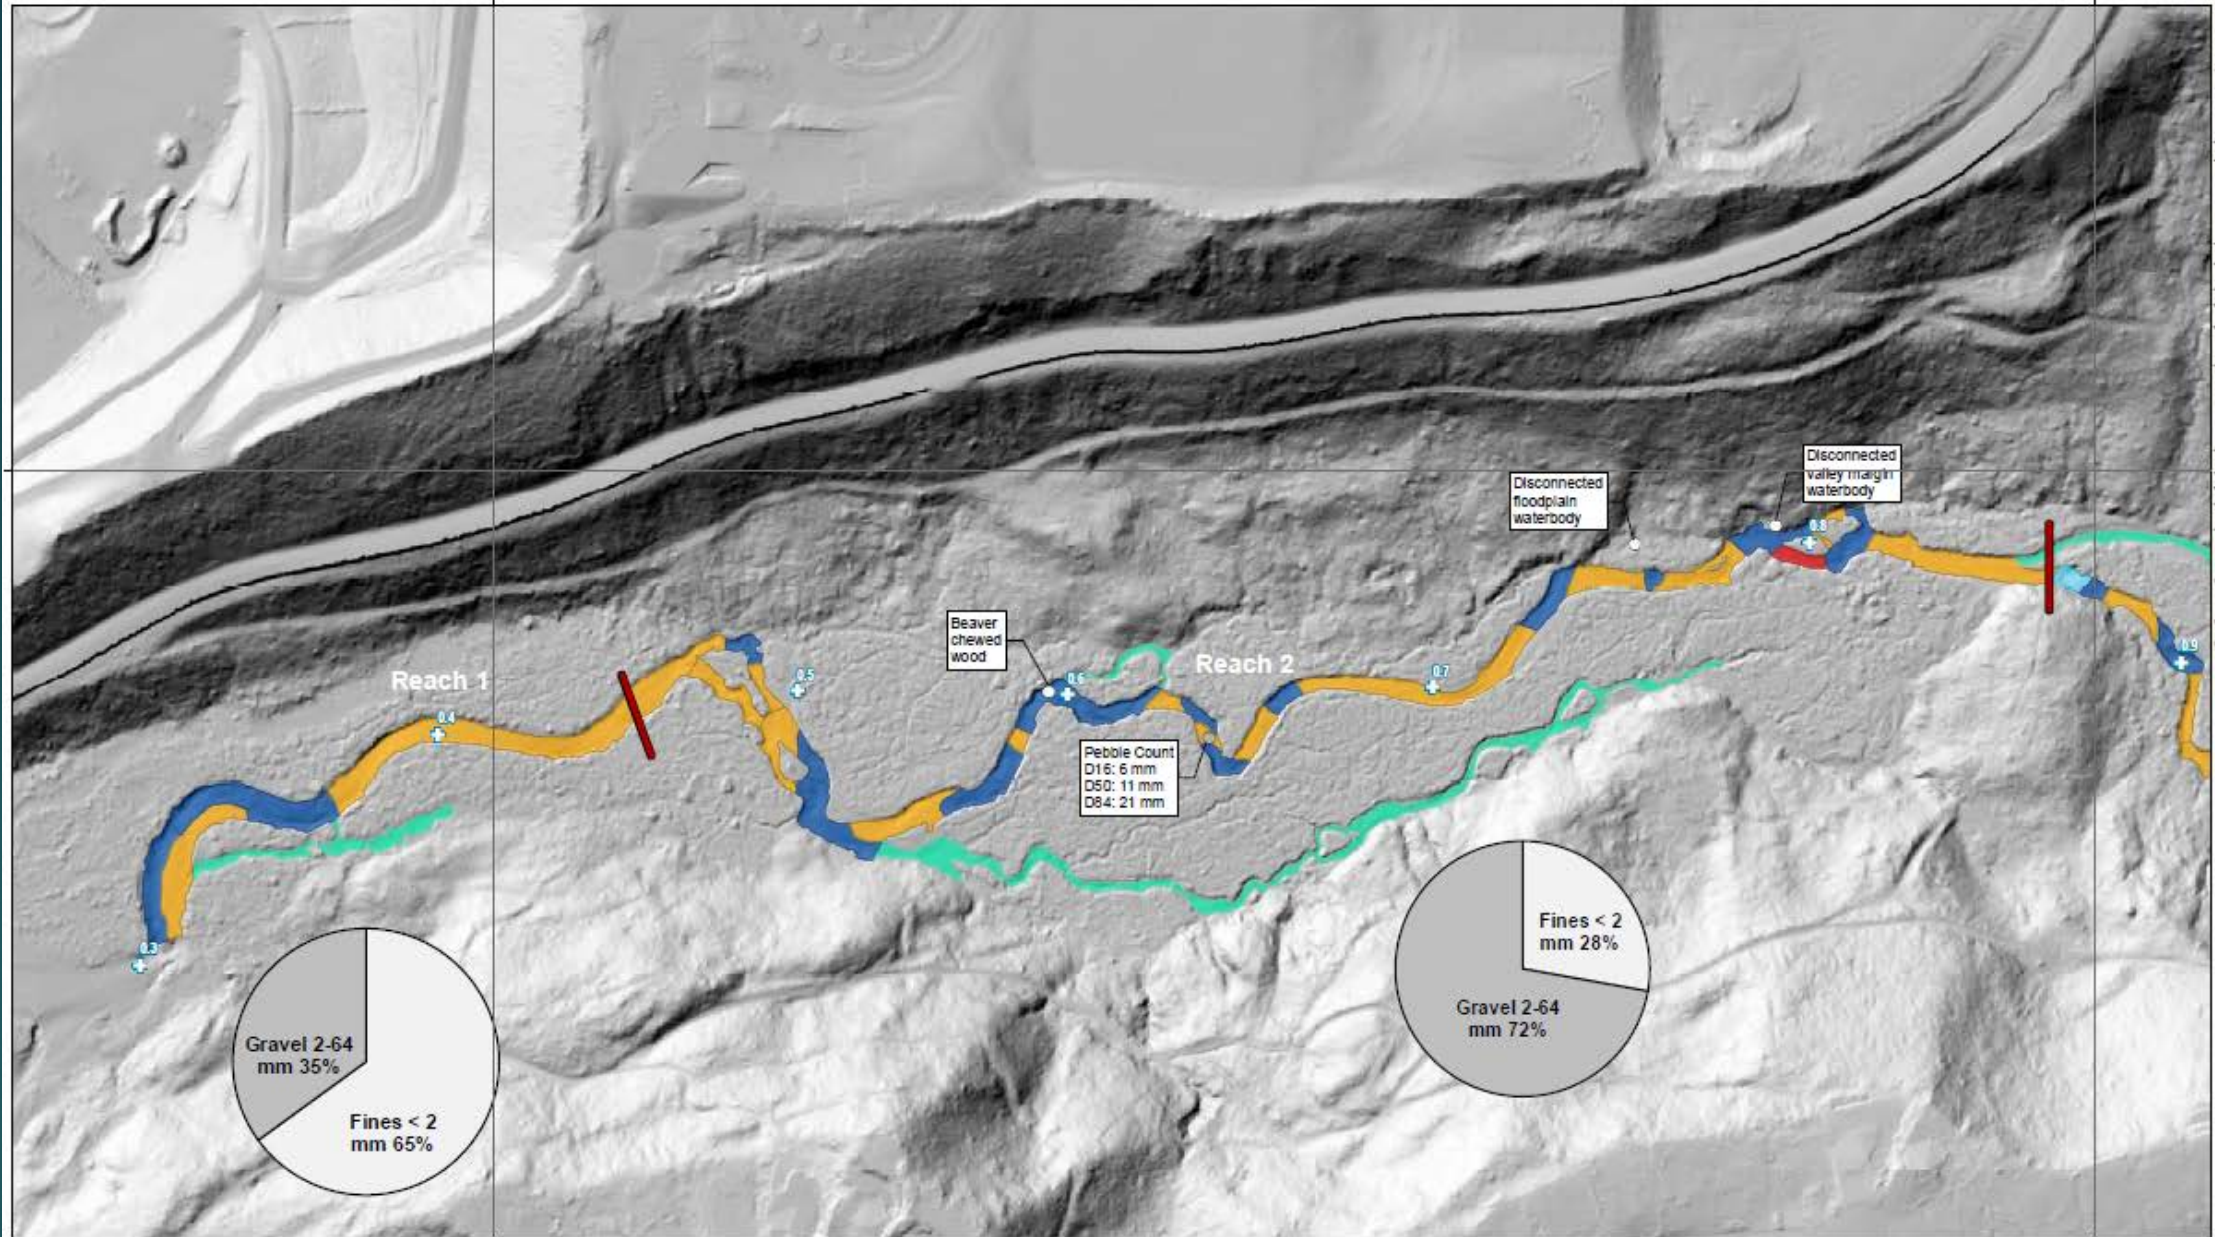 Disconnected
valley margin
waterbody
Disconnected
floodplain
waterbody
0.8
Beaver
chewed
wood
0.9
Reach 1
0.5
0.6
Reach 2
0.7
0.4
Pebble Count
D16: 6 mm
D50: 11 mm
D84: 21 mm
0.3
Fines < 2
mm 28%
Gravel 2-64
mm 72%
Gravel 2-64
mm 35%
Fines < 2
mm 65%